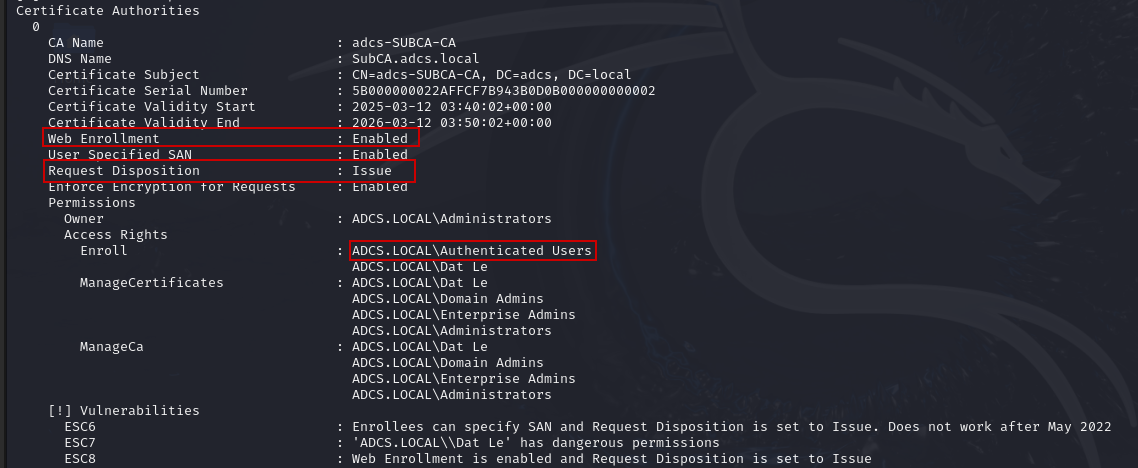 Certificate Authorities
0
CA Name : adcs-SUBCA-CA
DNS Name : SubCA.adcs.local
Certificate Subject : CN=adcs-SUBCA-CA, DC=adcs, DC=local
Certificate Serial Number : 5B000000022AFFCF7B943B0D0B000000000002
Certificate Validity Start : 2025-03-12 03:40:02+00:00
Certificate Validity End : 2026-03-12 03:50:02+00:00
Web Enrollment : Enabled
User Specified SAN : Enabled
Request Disposition : Issue
Enforce Encryption for Requests : Enabled
Permissions
Owner : ADCS.LOCAL\Administrators
Access Rights
Enroll : ADCS.LOCAL\Authenticated Users
ADCS.LOCAL\Dat Le
ManageCertificates : ADCS.LOCAL\Dat Le
ADCS.LOCAL\Domain Admins
ADCS.LOCAL\Enterprise Admins
ADCS.LOCAL\Administrators
ManageCa : ADCS.LOCAL\Dat Le
ADCS.LOCAL\Domain Admins
ADCS.LOCAL\Enterprise Admins
ADCS.LOCAL\Administrators
[!] Vulnerabilities
ESC6 : Enrollees can specify SAN and Request Disposition is set to Issue. Does not work after May 2022
ESC7 : 'ADCS.LOCAL\\Dat Le' has dangerous permissions
ESC8 : Web Enrollment is enabled and Request Disposition is set to Issue